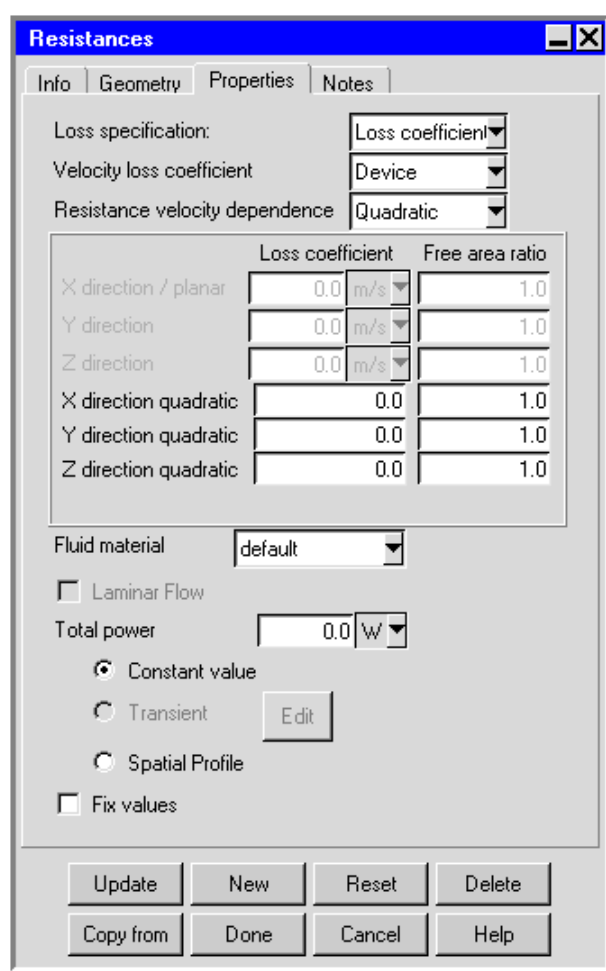 Resistances
Info Geometry Properties Notes
Loss specification: Loss coefficient
Velocity loss coefficient Device
Resistance velocity dependence Quadratic
Loss coefficient Free area ratio
X direction / planar 0.0 m/s 1.0
Y direction 0.0 m/s 1.0
Z direction 0.0 m/s 1.0
X direction quadratic 0.0 1.0
Y direction quadratic 0.0 1.0
Z direction quadratic 0.0 1.0
Fluid material default
Laminar Flow
Total power 0.0 W
Constant value
Transient Edit
Spatial Profile
Fix values
Update New Reset Delete
Copy from Done Cancel Help